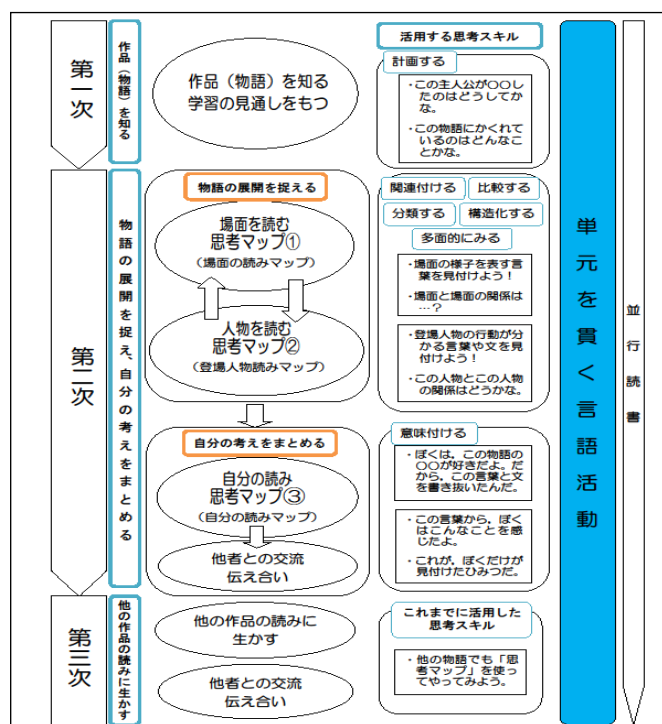 第一次
作品（物語）を知る
作品（物語）を知る
学習の見通しをもつ
活用する思考スキル
計画する
・この主人公が〇〇し
たのはどうしてか
な。
・この物語にかくれて
いるのはどんなこ
とかな。
第二次
物語の展開を捉え、自分の考えをまとめる
物語の展開を捉える
場面を読む
思考マップ①
（場面の読みマップ）
人物を読む
思考マップ②
（登場人物読みマップ）
関連付ける
比較する
分類する
構造化する
多面的にみる
・場面の様子を表す言
葉を見付けよう！
・場面と場面の関係は
…？
・登場人物の行動が分
かる言葉や文を見
付けよう！
・この人物とこの人物
の関係はどうかな。
自分の考えをまとめる
自分の読み
思考マップ③
（自分の読みマップ）
他者との交流
伝え合い
意味付ける
・ぼくは，この物語の
〇〇が好きだよ。だ
から，この言葉と文
を書き抜いたんだ。
・この言葉から，ぼく
はこんなことを感
じたよ。
・これが，ぼくだけが
見付けたひみつだ。
第三次
他の作品の読みに生かす
他の作品の読みに
生かす
他者との交流
伝え合い
これまでに活用した
思考スキル
・他の物語でも「思
考マップ」を使っ
てやってみよう。
単元を貫く言語活動
並行読書